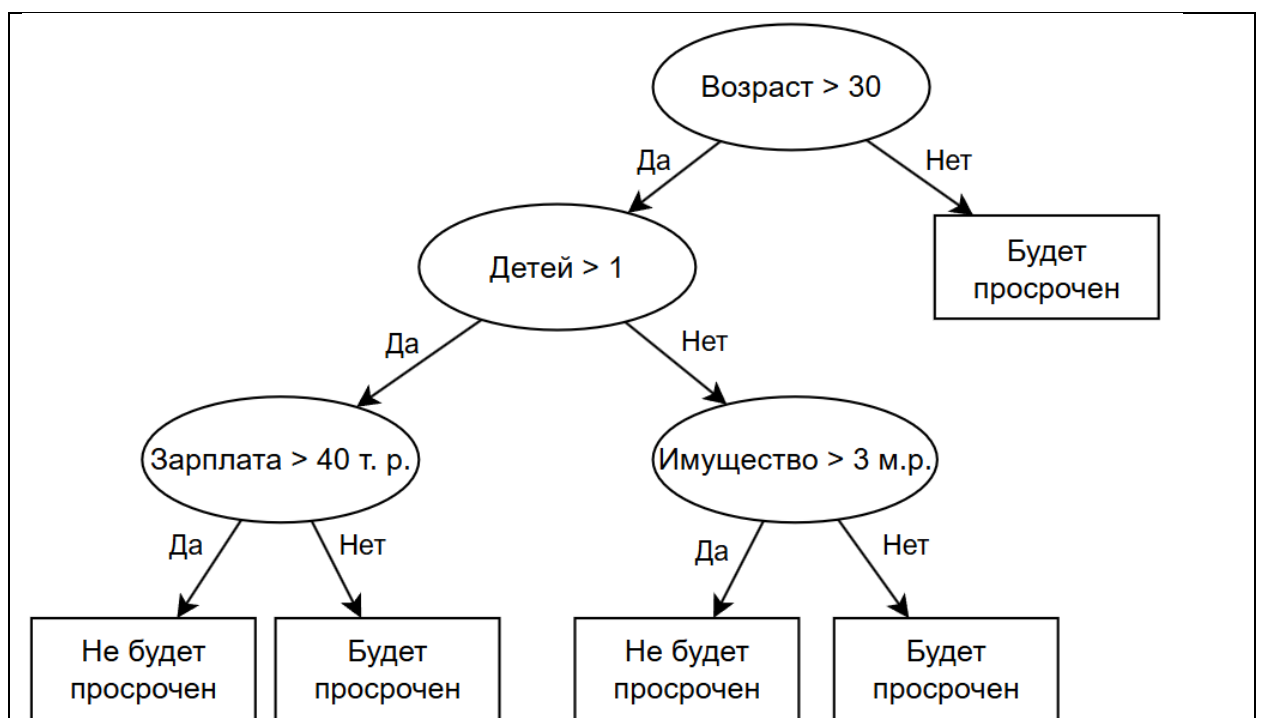 Возраст > 30
Да
Нет
Детей > 1
Будет
просрочен
Да
Нет
Зарплата > 40 т. р.
Имущество > 3 м.р.
Да
Нет
Да
Нет
Не будет
просрочен
Будет
просрочен
Не будет
просрочен
Будет
просрочен